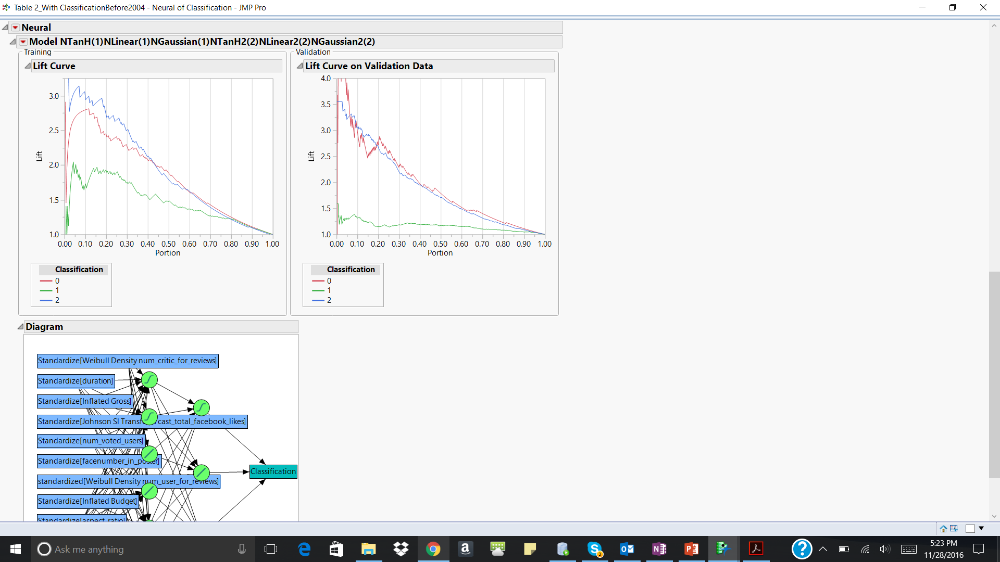 Table 2_With ClassificationBefore2004 - Neural of Classification - JMP Pro
Neural
Model NTanH(1)NLinear(1)NGaussian(1)NTanH2(2)NLinear2(2)NGaussian2(2)
Training
Lift Curve
3.0
2.5
2.0
1.5
1.0
Lift
0.00 0.10 0.20 0.30 0.40 0.50 0.60 0.70 0.80 0.90 1.00
Portion
Classification
0
1
2
Validation
Lift Curve on Validation Data
4.0
3.5
3.0
2.5
2.0
1.5
1.0
Lift
0.00 0.10 0.20 0.30 0.40 0.50 0.60 0.70 0.80 0.90 1.00
Portion
Classification
0
1
2
Diagram
Standardize[Weibull Density num_critic_for_reviews]
Standardize[duration]
Standardize[Inflated Gross]
Standardize[Johnson SI Transf cast_total_facebook_likes]
Standardize[num_voted_users]
Standardize[facenumber_in_poster]
standardized[Weibull Density num_user_for_reviews]
Standardize[Inflated Budget]
Standardize[aspect_ratio]
Classification
Ask me anything
3
5:23 PM
11/28/2016